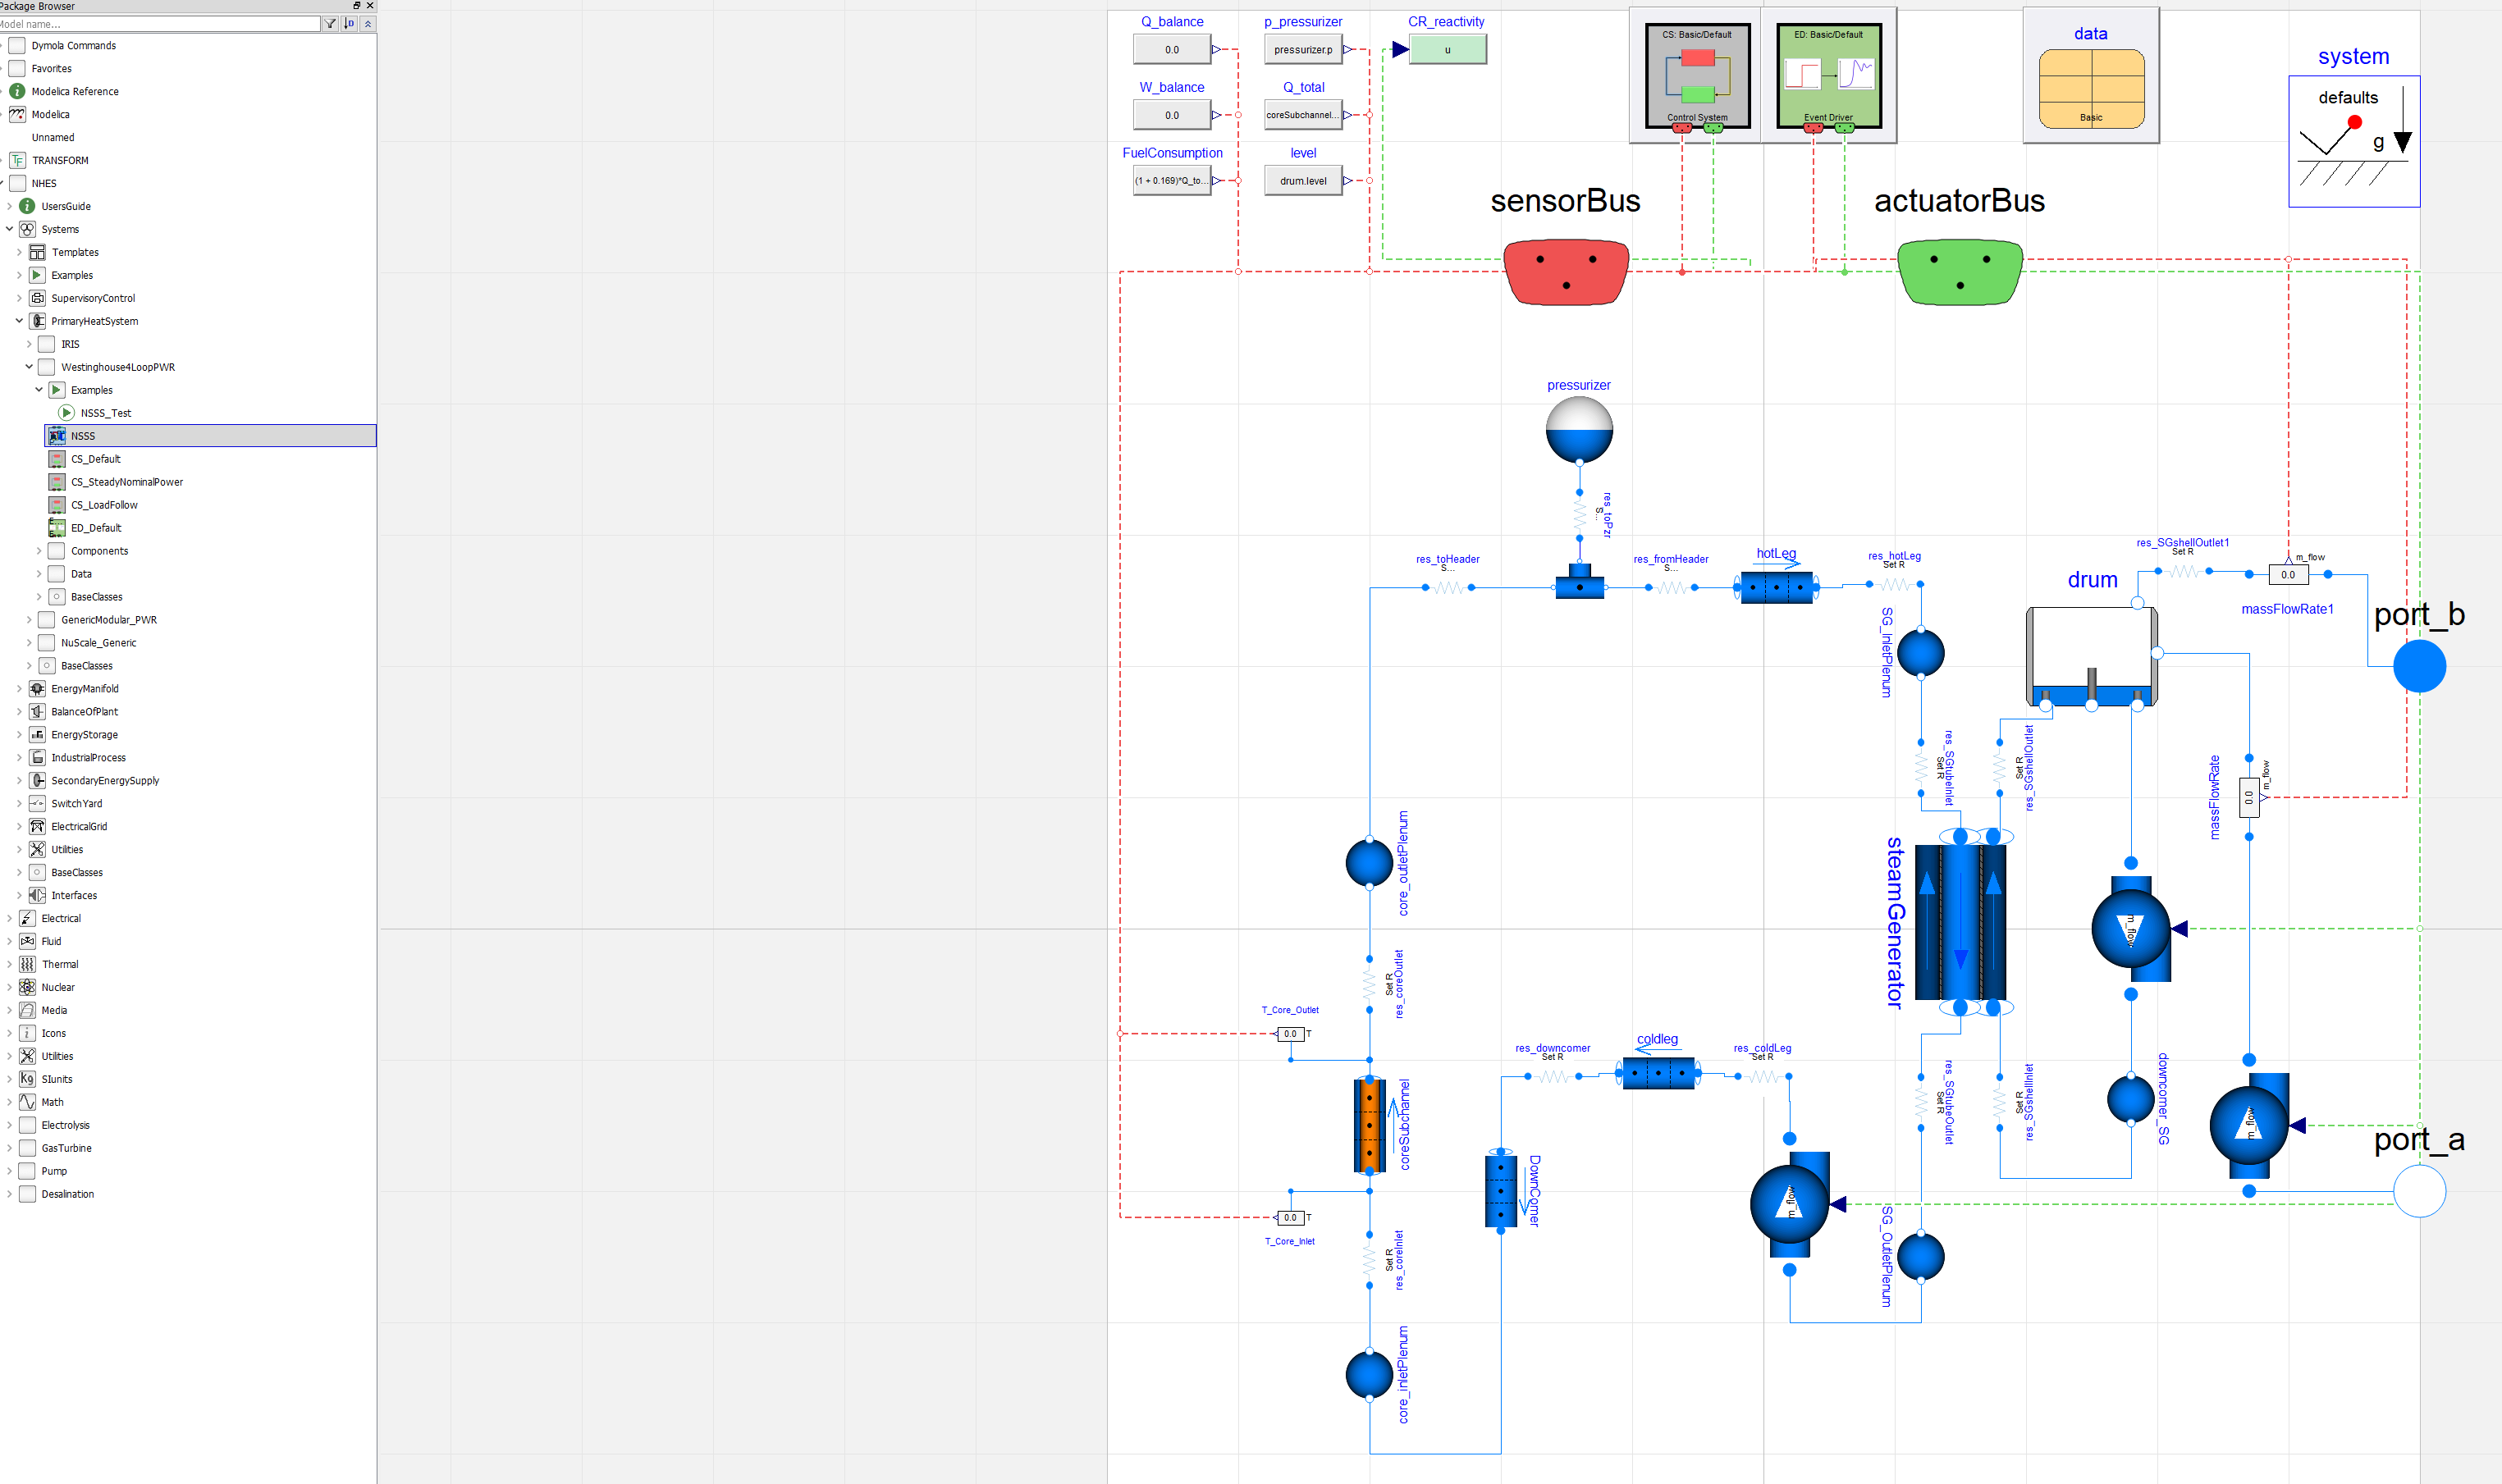 Package Browser
Model name...
Dymola Commands
Favorites
Modelica Reference
Modelica
Unnamed
TRANSFORM
NHES
UsersGuide
Systems
Templates
Examples
SupervisoryControl
PrimaryHeatSystem
IRIS
Westinghouse4LoopPWR
Examples
NSSS_Test
NSSS
CS_Default
CS_SteadyNominalPower
CS_LoadFollow
ED_Default
Components
Data
BaseClasses
GenericModular_PWR
NuScale_Generic
BaseClasses
EnergyManifold
BalanceOfPlant
EnergyStorage
IndustrialProcess
SecondaryEnergySupply
SwitchYard
ElectricalGrid
Utilities
BaseClasses
Interfaces
Electrical
Fluid
Thermal
Nuclear
Media
Icons
Utilities
SIunits
Math
Electrolysis
GasTurbine
Pump
Desalination
Q_balance
0.0
W_balance
0.0
FuelConsumption
(1 + 0.169)*Q_to...
p_pressurizer
pressurizer.p
Q_total
coreSubchannel...
level
drum.level
CR_reactivity
u
CS: Basic/Default
Control System
ED: Basic/Default
Event Driver
data
Basic
system
defaults
g
sensorBus
actuatorBus
pressurizer
res_toPzr
S...
res_toHeader
S...
res_fromHeader
S...
hotLeg
res_hotLeg
Set R
SG_InletPlenum
drum
res_SGshellOutlet1
Set R
m_flow
0.0
massFlowRate1
port_b
res_SGtubeInlet
Set R
res_SGshellOutlet
Set R
massFlowRate
0.0
m_flow
core_outletPlenum
steamGenerator
m_flow
res_coreOutlet
Set R
T_Core_Outlet
0.0
T
coreSubchannel
res_downcomer
Set R
coldleg
res_coldLeg
Set R
res_SGtubeOutlet
Set R
res_SGshellInlet
Set R
downcomer_SG
m_flow
port_a
DownComer
m_flow
0.0
T
T_Core_Inlet
res_coreInlet
Set R
SG_OutletPlenum
core_inletPlenum